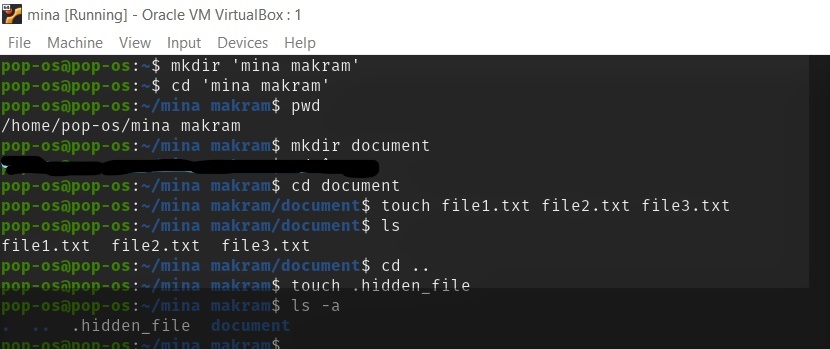 mina [Running] - Oracle VM VirtualBox : 1
File Machine View Input Devices Help
pop-os@pop-os:~$ mkdir 'mina makram'
pop-os@pop-os:~$ cd 'mina makram'
pop-os@pop-os:~/mina makram$ pwd
/home/pop-os/mina makram
pop-os@pop-os:~/mina makram$ mkdir document
pop-os@pop-os:~/mina makram$ cd document
pop-os@pop-os:~/mina makram/document$ touch file1.txt file2.txt file3.txt
pop-os@pop-os:~/mina makram/document$ ls
file1.txt  file2.txt  file3.txt
pop-os@pop-os:~/mina makram/document$ cd ..
pop-os@pop-os:~/mina makram$ touch .hidden_file
pop-os@pop-os:~/mina makram$ ls -a
.  ..  .hidden_file  document
pop-os@pop-os:~/mina makram$